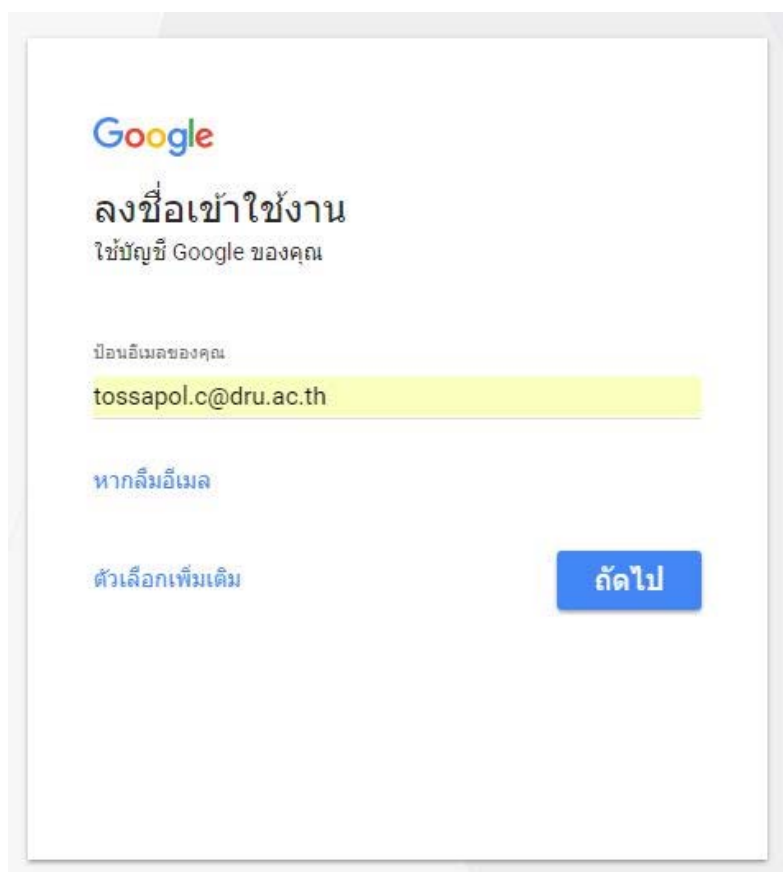 Google
ลงชื่อเข้าใช้งาน
ใช้บัญชี Google ของคุณ
ป้อนอีเมลของคุณ
tossapol.c@dru.ac.th
หากลืมอีเมล
ตัวเลือกเพิ่มเติม
ถัดไป